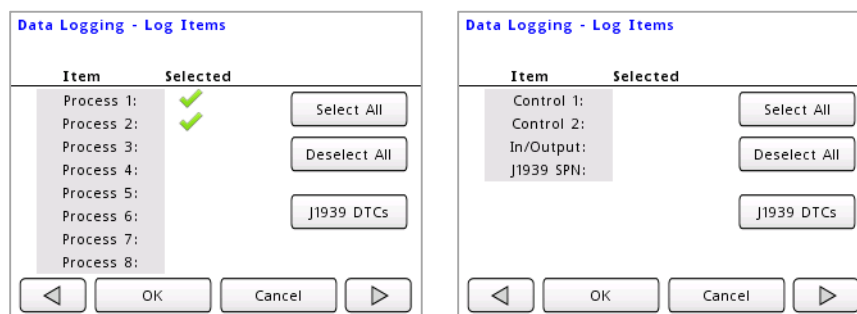 Data Logging - Log Items
Item Selected
Process 1:
Process 2:
Process 3:
Process 4:
Process 5:
Process 6:
Process 7:
Process 8:
Select All
Deselect All
J1939 DTCs
OK
Cancel
Data Logging - Log Items
Item Selected
Control 1:
Control 2:
In/Output:
J1939 SPN:
Select All
Deselect All
J1939 DTCs
OK
Cancel